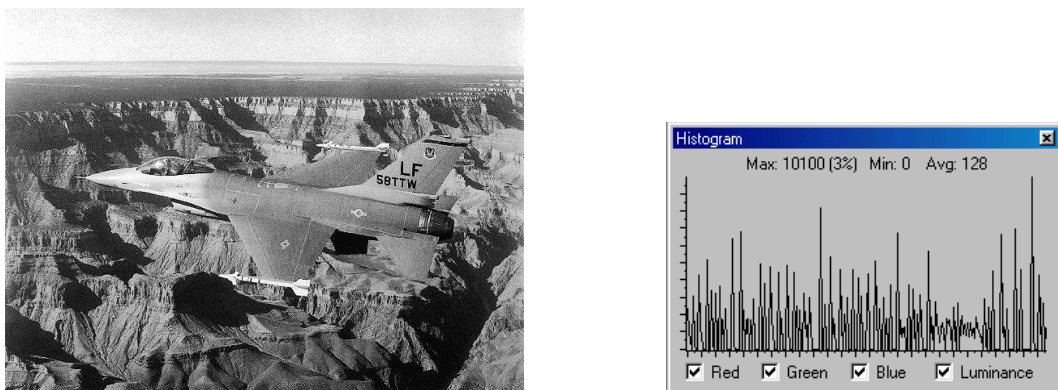 LF
58TTW
Histogram
Max: 10100 (3%) Min: 0 Avg: 128
Red Green Blue Luminance